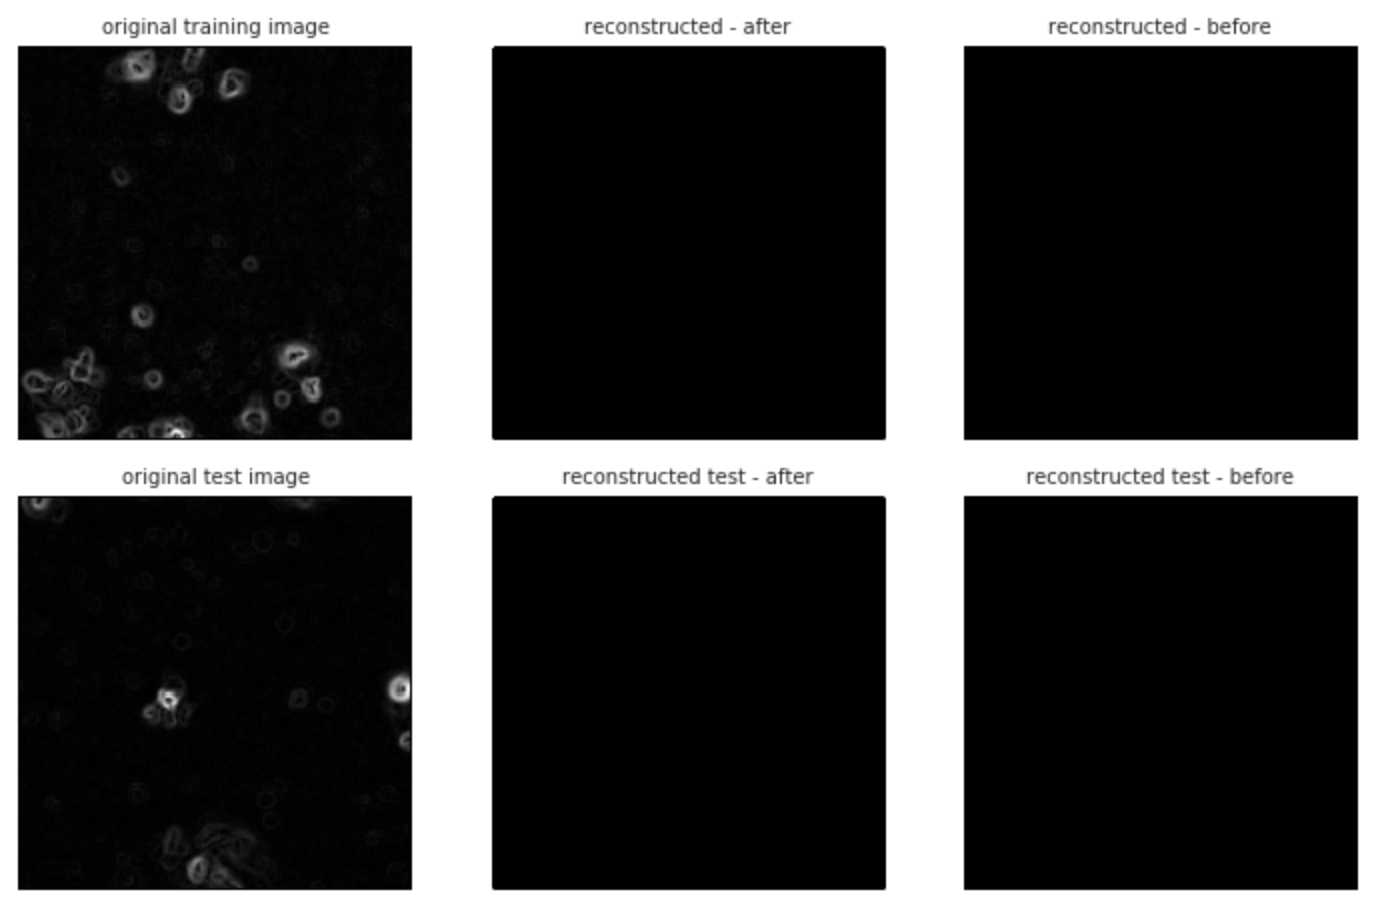 original training image
reconstructed - after
reconstructed - before
original test image
reconstructed test - after
reconstructed test - before